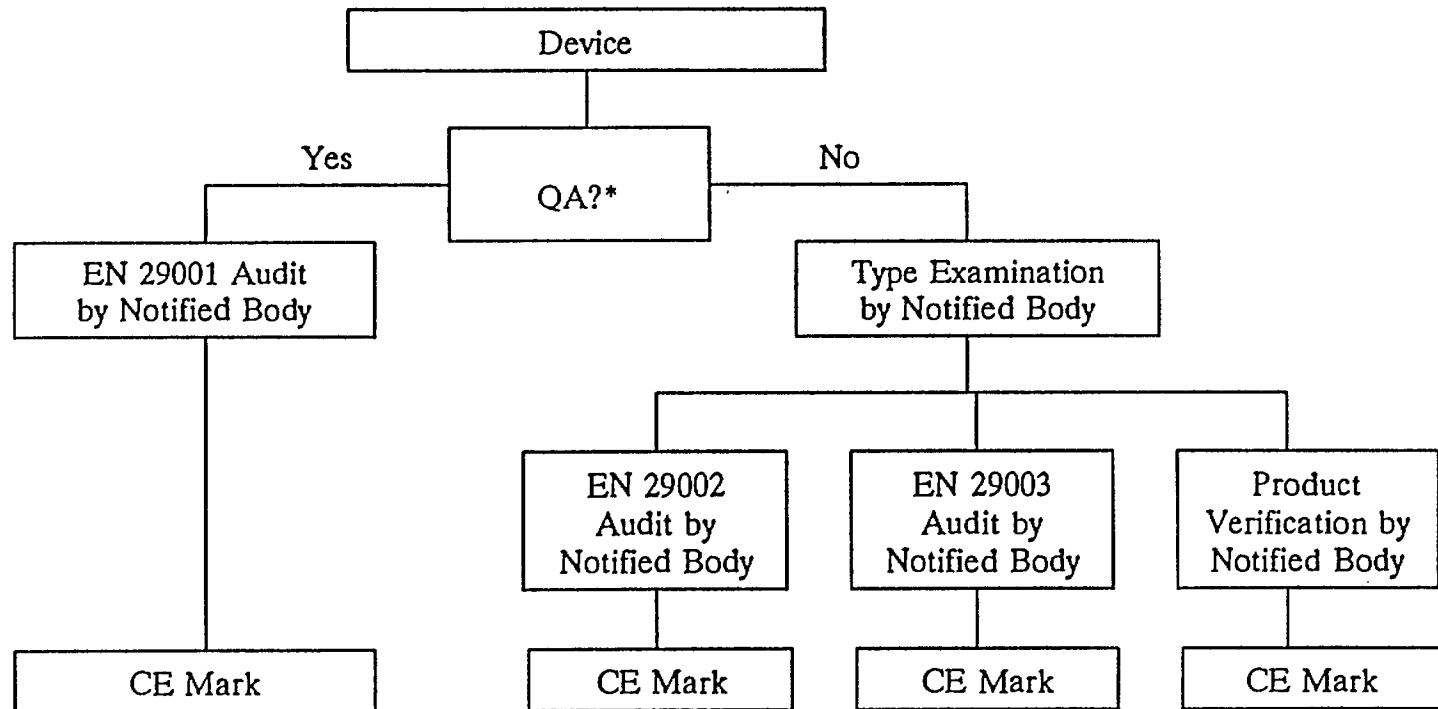 Device
Yes
No
QA?*
EN 29001 Audit
by Notified Body
Type Examination
by Notified Body
EN 29002
Audit by
Notified Body
EN 29003
Audit by
Notified Body
Product
Verification by
Notified Body
CE Mark
CE Mark
CE Mark
CE Mark